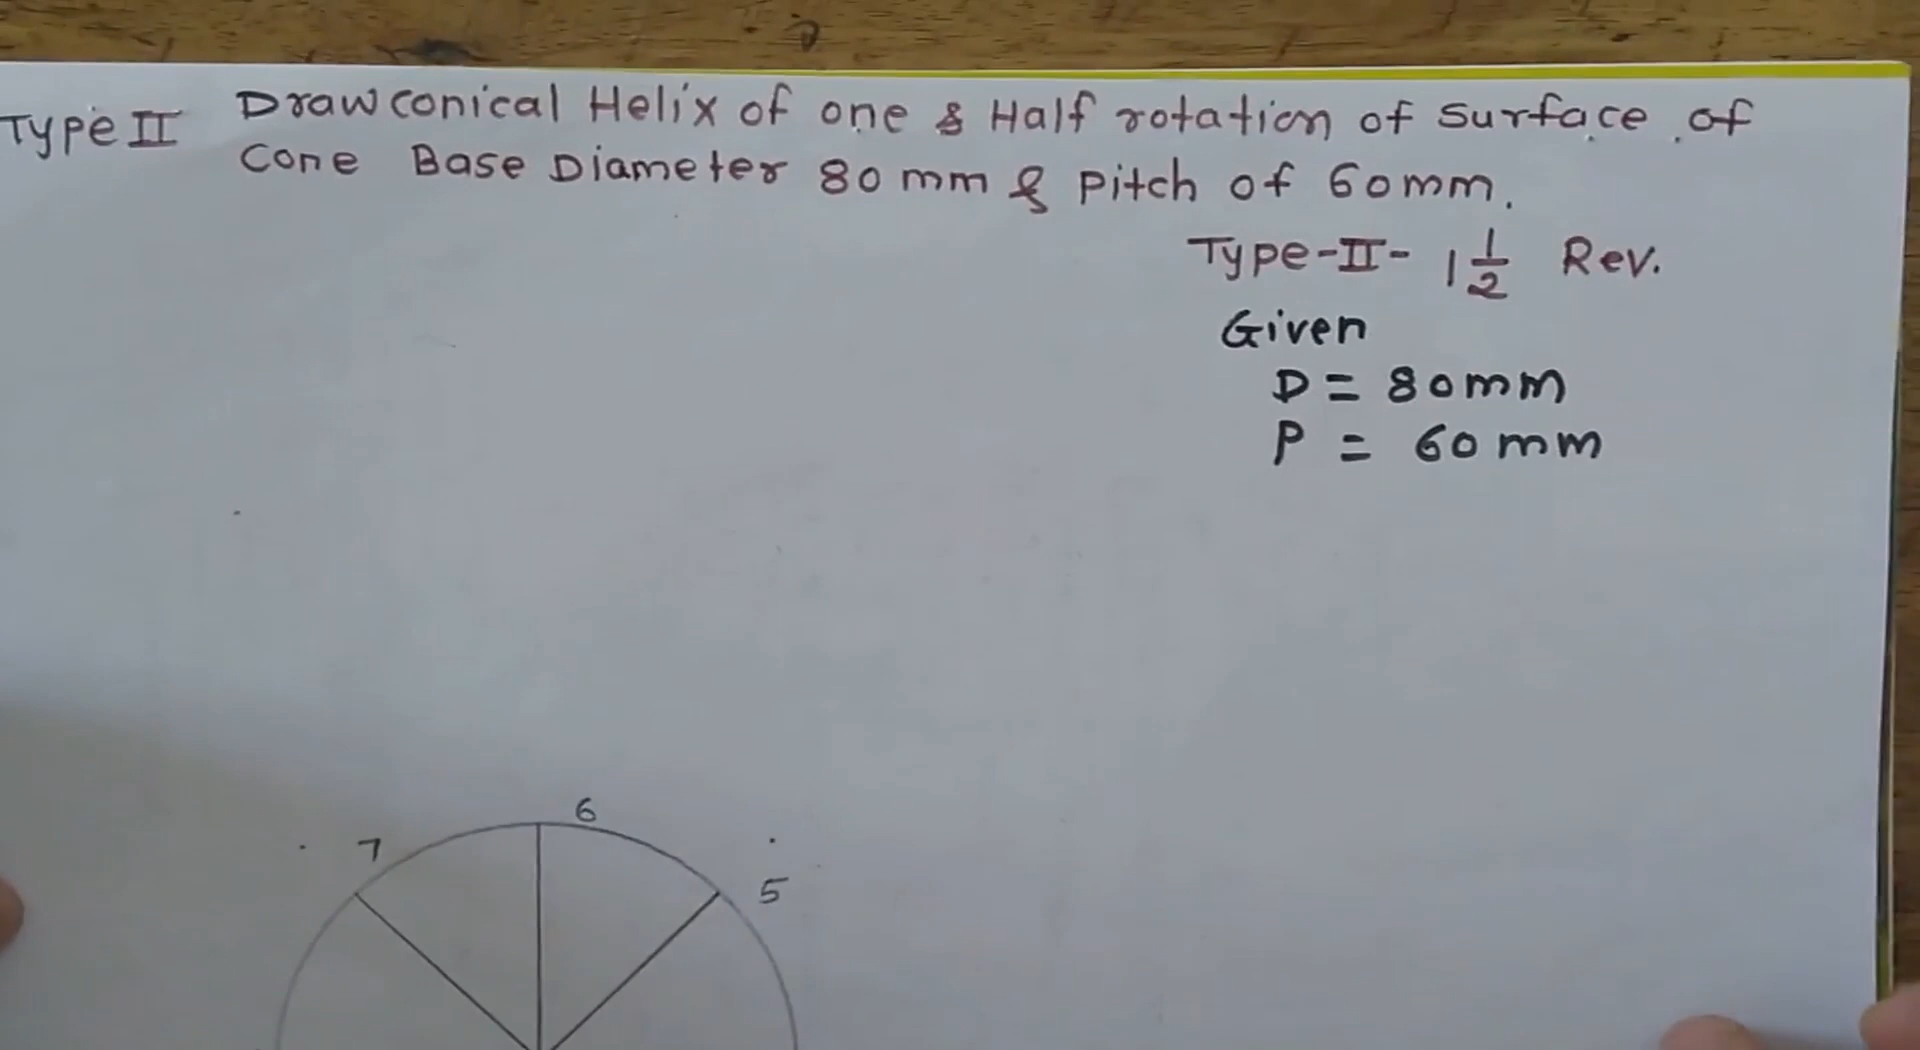 Type II Draw conical Helix of one & Half rotation of surface of
Cone Base Diameter 80 mm & pitch of 60mm.
Type-II- 1 1/2 Rev.
Given
D = 80mm
P = 60 mm
6
7
5